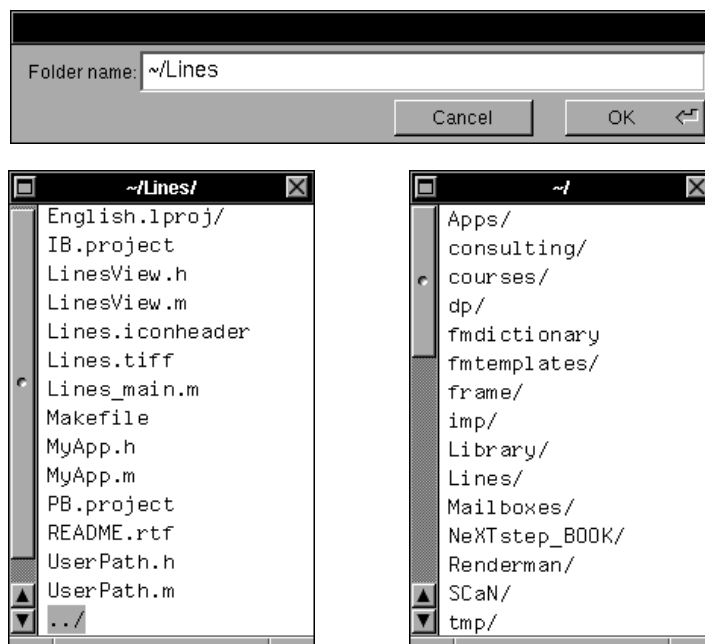 Folder name: ~/Lines
Cancel
OK
~/Lines/
English.lproj/
IB.project
LinesView.h
LinesView.m
Lines.iconheader
Lines.tiff
Lines_main.m
Makefile
MyApp.h
MyApp.m
PB.project
README.rtf
UserPath.h
UserPath.m
../
~/
Apps/
consulting/
courses/
dp/
fmdictionary
fmtemplates/
frame/
imp/
Library/
Lines/
Mailboxes/
NeXTstep_BOOK/
Renderman/
SCaN/
tmp/